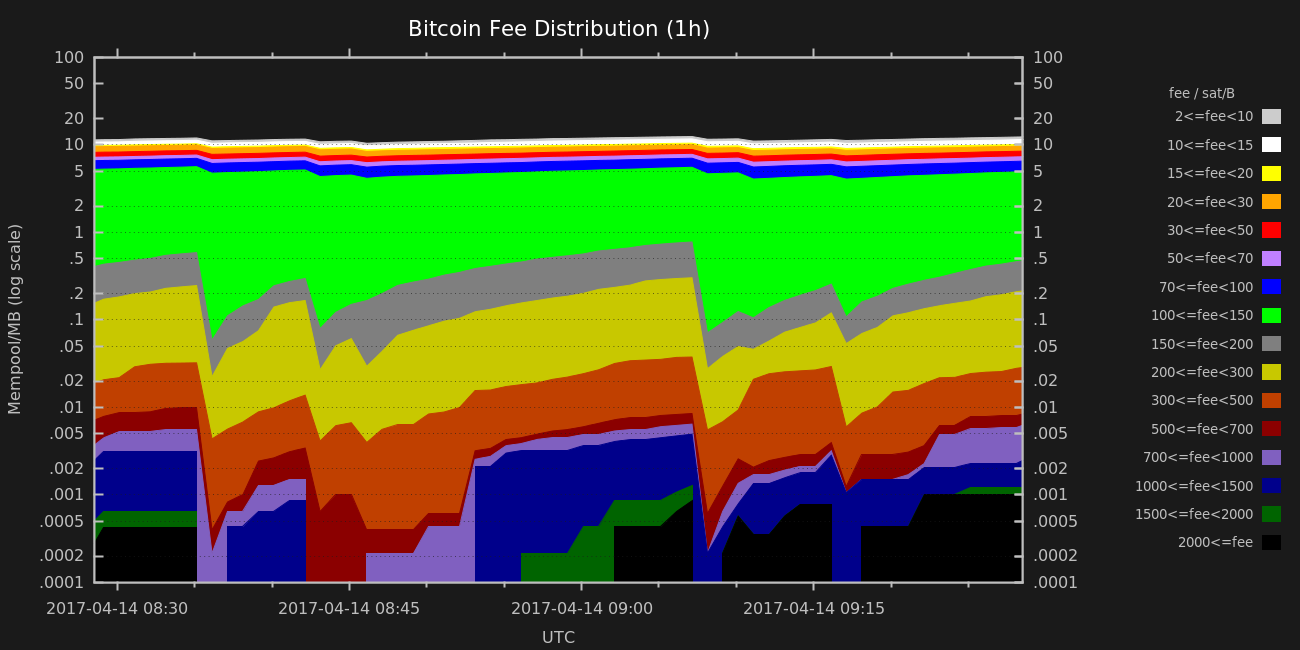 Bitcoin Fee Distribution (1h)
Mempool/MB (log scale)
100
50
20
10
5
2
1
.5
.2
.1
.05
.02
.01
.005
.002
.001
.0005
.0002
.0001
100
50
20
10
5
2
1
.5
.2
.1
.05
.02
.01
.005
.002
.001
.0005
.0002
.0001
2017-04-14 08:30 2017-04-14 08:45 2017-04-14 09:00 2017-04-14 09:15
UTC
fee / sat/B
2<=fee<10
10<=fee<15
15<=fee<20
20<=fee<30
30<=fee<50
50<=fee<70
70<=fee<100
100<=fee<150
150<=fee<200
200<=fee<300
300<=fee<500
500<=fee<700
700<=fee<1000
1000<=fee<1500
1500<=fee<2000
2000<=fee